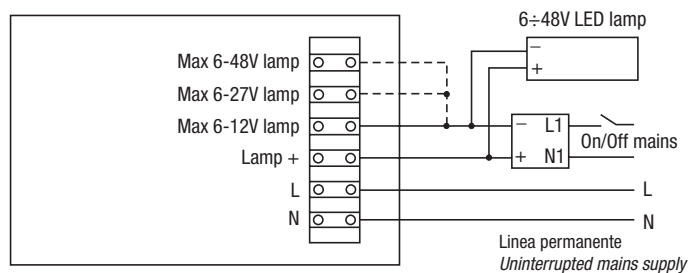 6÷48V LED lamp
−
+
Max 6-48V lamp
Max 6-27V lamp
Max 6-12V lamp
− L1
On/Off mains
Lamp +
+ N1
L
L
N
N
Linea permanente
Uninterrupted mains supply